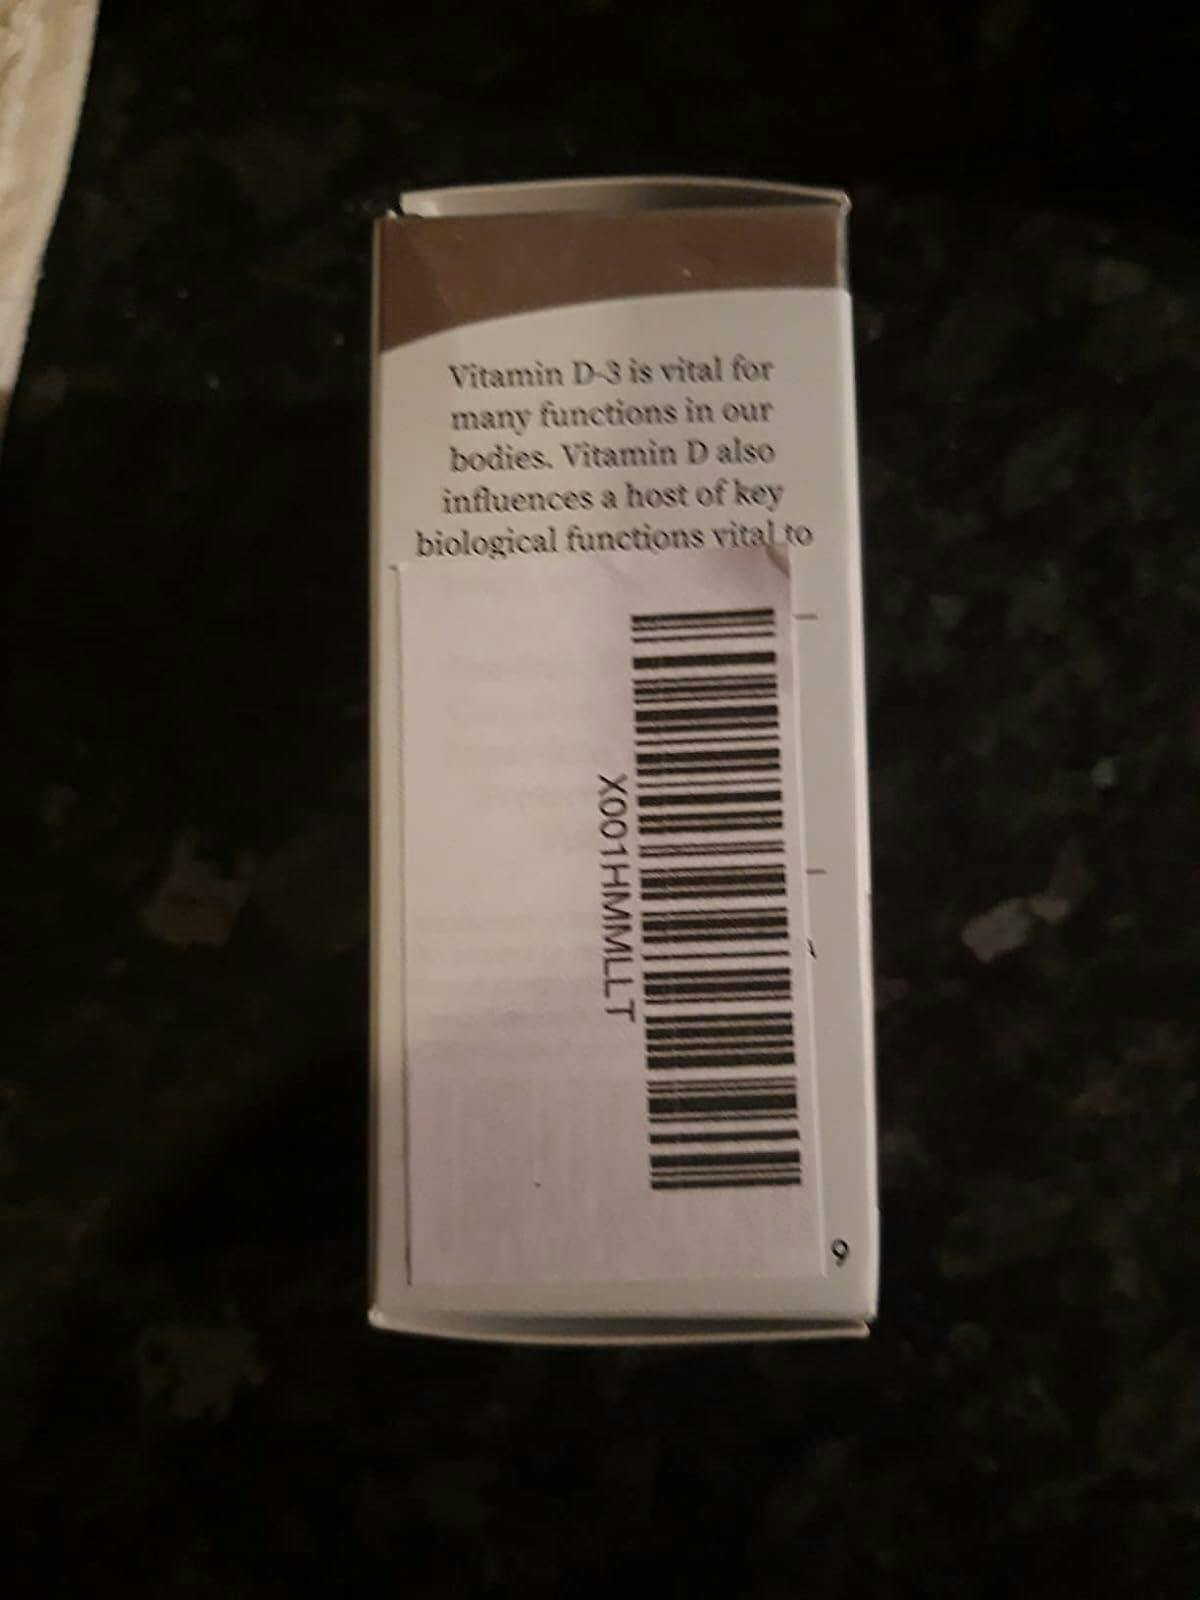 Vitamin D-3 is vital for
many functions in our
bodies. Vitamin D also
influences a host of key
biological functions vital to
X001HMMLLT
9